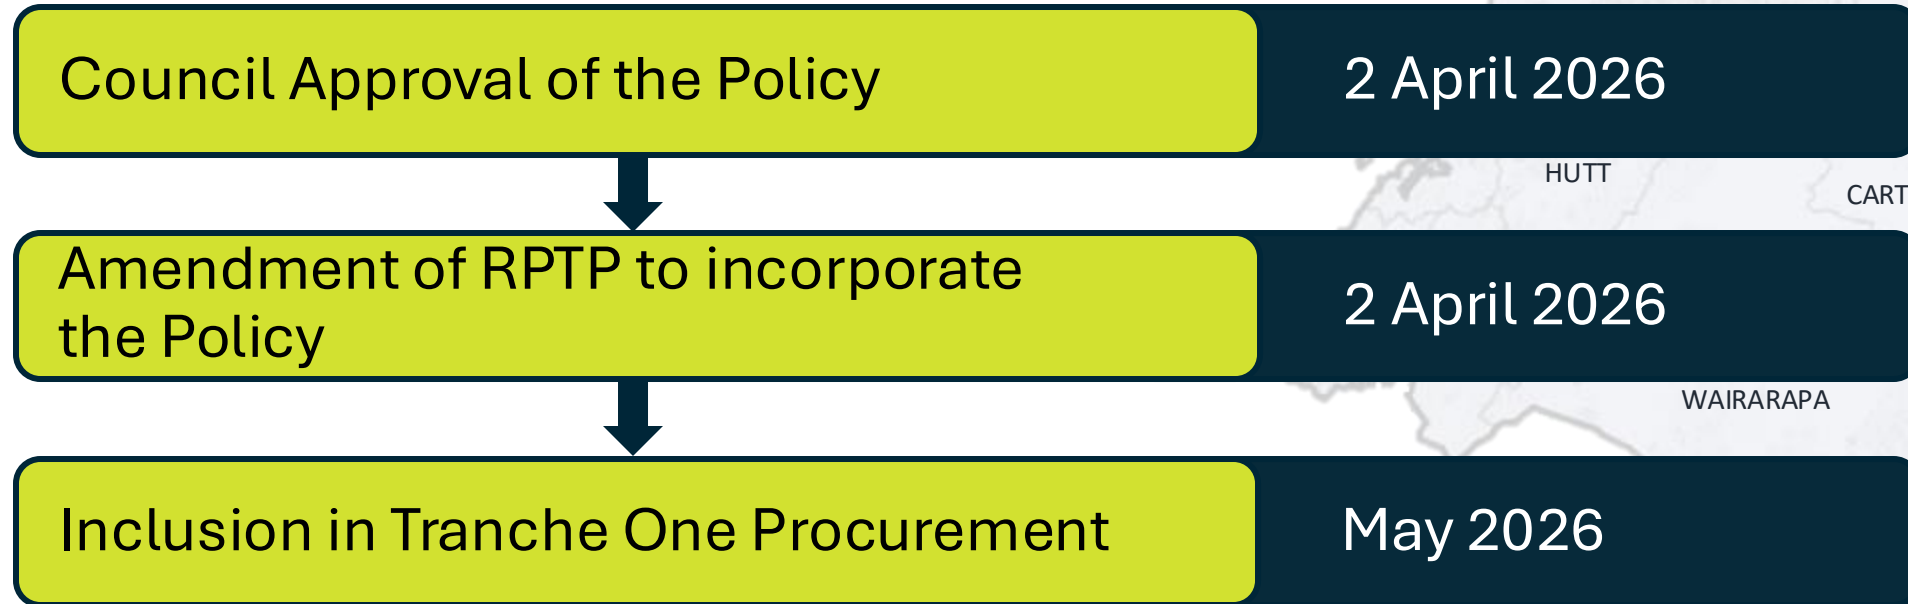 Council Approval of the Policy
2 April 2026
HUTT
CART
Amendment of RPTP to incorporate
the Policy
2 April 2026
WAIRARAPA
Inclusion in Tranche One Procurement
May 2026